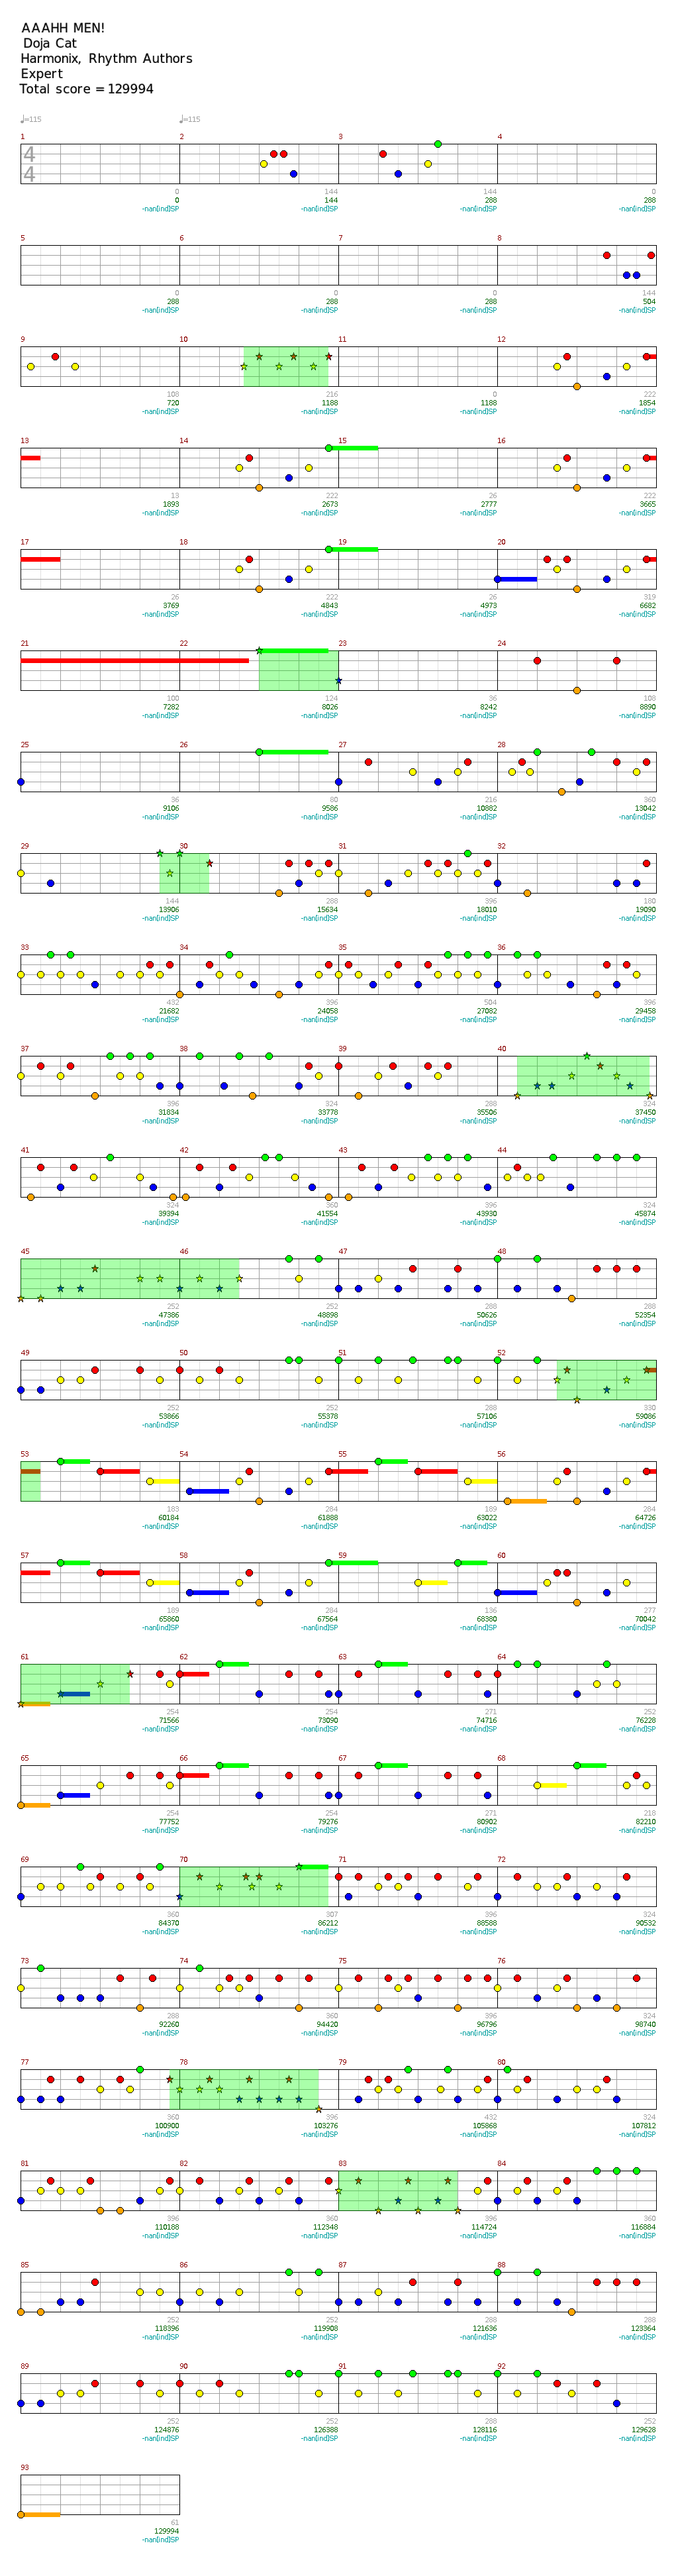 AAAHH MEN!
Doja Cat
Harmonix, Rhythm Authors
Expert
Total score = 129994
♩=115 ♩=115
1 2 3 4
4
4
0 144 144 0
0 144 288 288
-nan(ind)SP -nan(ind)SP -nan(ind)SP -nan(ind)SP
5 6 7 8
0 0 0 144
288 288 288 504
-nan(ind)SP -nan(ind)SP -nan(ind)SP -nan(ind)SP
9 10 11 12
108 216 0 222
720 1188 1188 1854
-nan(ind)SP -nan(ind)SP -nan(ind)SP -nan(ind)SP
13 14 15 16
13 222 26 222
1893 2673 2777 3665
-nan(ind)SP -nan(ind)SP -nan(ind)SP -nan(ind)SP
17 18 19 20
26 222 26 319
3769 4843 4973 6682
-nan(ind)SP -nan(ind)SP -nan(ind)SP -nan(ind)SP
21 22 23 24
100 124 36 108
7282 8026 8242 8890
-nan(ind)SP -nan(ind)SP -nan(ind)SP -nan(ind)SP
25 26 27 28
36 80 216 360
9106 9586 10882 13042
-nan(ind)SP -nan(ind)SP -nan(ind)SP -nan(ind)SP
29 30 31 32
144 288 396 180
13906 15634 18010 19090
-nan(ind)SP -nan(ind)SP -nan(ind)SP -nan(ind)SP
33 34 35 36
432 396 504 396
21682 24058 27082 29458
-nan(ind)SP -nan(ind)SP -nan(ind)SP -nan(ind)SP
37 38 39 40
396 324 288 324
31834 33778 35506 37450
-nan(ind)SP -nan(ind)SP -nan(ind)SP -nan(ind)SP
41 42 43 44
324 360 396 324
39394 41554 43930 45874
-nan(ind)SP -nan(ind)SP -nan(ind)SP -nan(ind)SP
45 46 47 48
252 252 288 288
47386 48898 50626 52354
-nan(ind)SP -nan(ind)SP -nan(ind)SP -nan(ind)SP
49 50 51 52
252 252 288 330
53866 55378 57106 59086
-nan(ind)SP -nan(ind)SP -nan(ind)SP -nan(ind)SP
53 54 55 56
183 284 189 284
60184 61888 63022 64726
-nan(ind)SP -nan(ind)SP -nan(ind)SP -nan(ind)SP
57 58 59 60
189 284 136 277
65860 67564 68380 70042
-nan(ind)SP -nan(ind)SP -nan(ind)SP -nan(ind)SP
61 62 63 64
254 254 271 252
71566 73090 74716 76228
-nan(ind)SP -nan(ind)SP -nan(ind)SP -nan(ind)SP
65 66 67 68
254 254 271 218
77752 79276 80902 82210
-nan(ind)SP -nan(ind)SP -nan(ind)SP -nan(ind)SP
69 70 71 72
360 307 396 324
84370 86212 88588 90532
-nan(ind)SP -nan(ind)SP -nan(ind)SP -nan(ind)SP
73 74 75 76
288 360 396 324
92260 94420 96796 98740
-nan(ind)SP -nan(ind)SP -nan(ind)SP -nan(ind)SP
77 78 79 80
360 396 432 324
100900 103276 105868 107812
-nan(ind)SP -nan(ind)SP -nan(ind)SP -nan(ind)SP
81 82 83 84
396 360 396 360
110188 112348 114724 116884
-nan(ind)SP -nan(ind)SP -nan(ind)SP -nan(ind)SP
85 86 87 88
252 252 288 288
118396 119908 121636 123364
-nan(ind)SP -nan(ind)SP -nan(ind)SP -nan(ind)SP
89 90 91 92
252 252 288 252
124876 126388 128116 129628
-nan(ind)SP -nan(ind)SP -nan(ind)SP -nan(ind)SP
93
61
129994
-nan(ind)SP